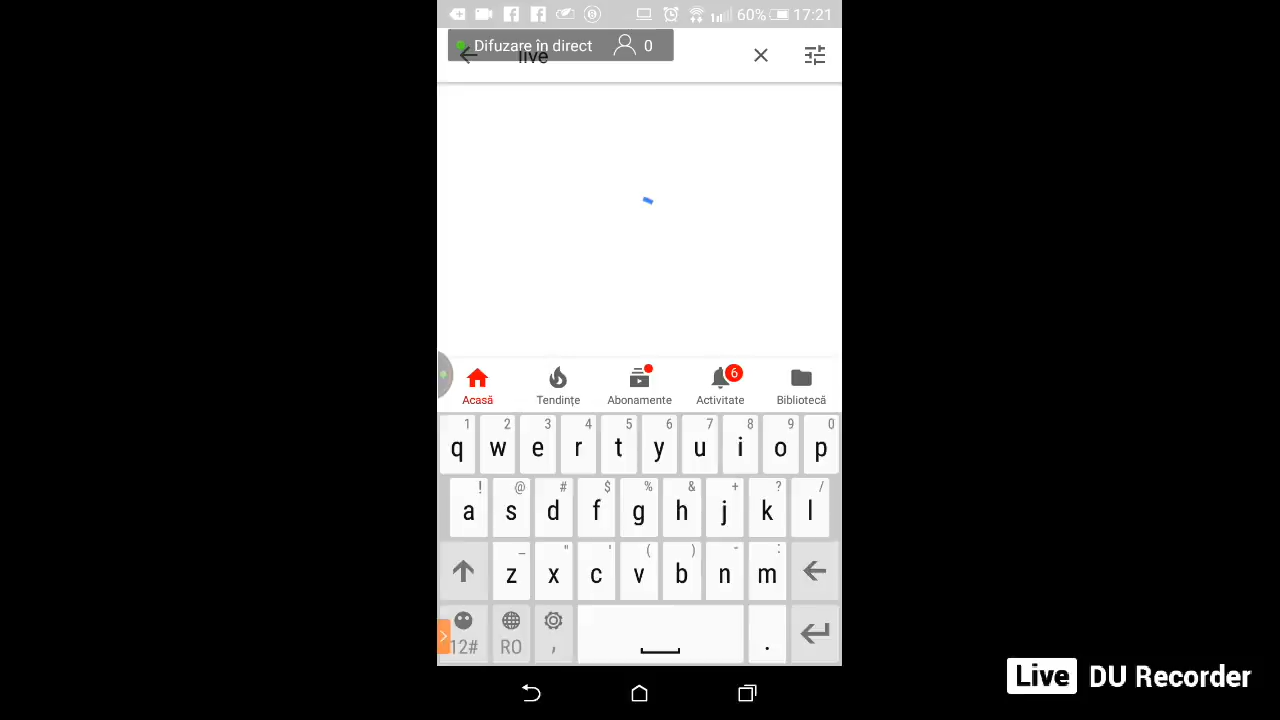 60% 17:21
Difuzare în direct 0
live
6
Acasă Tendințe Abonamente Activitate Bibliotecă
1 2 3 4 5 6 7 8 9 0
q w e r t y u i o p
! @ # $ % & + ? /
a s d f g h j k l
_ " ' ( ) - :
z x c v b n m
12# RO , .
Live DU Recorder